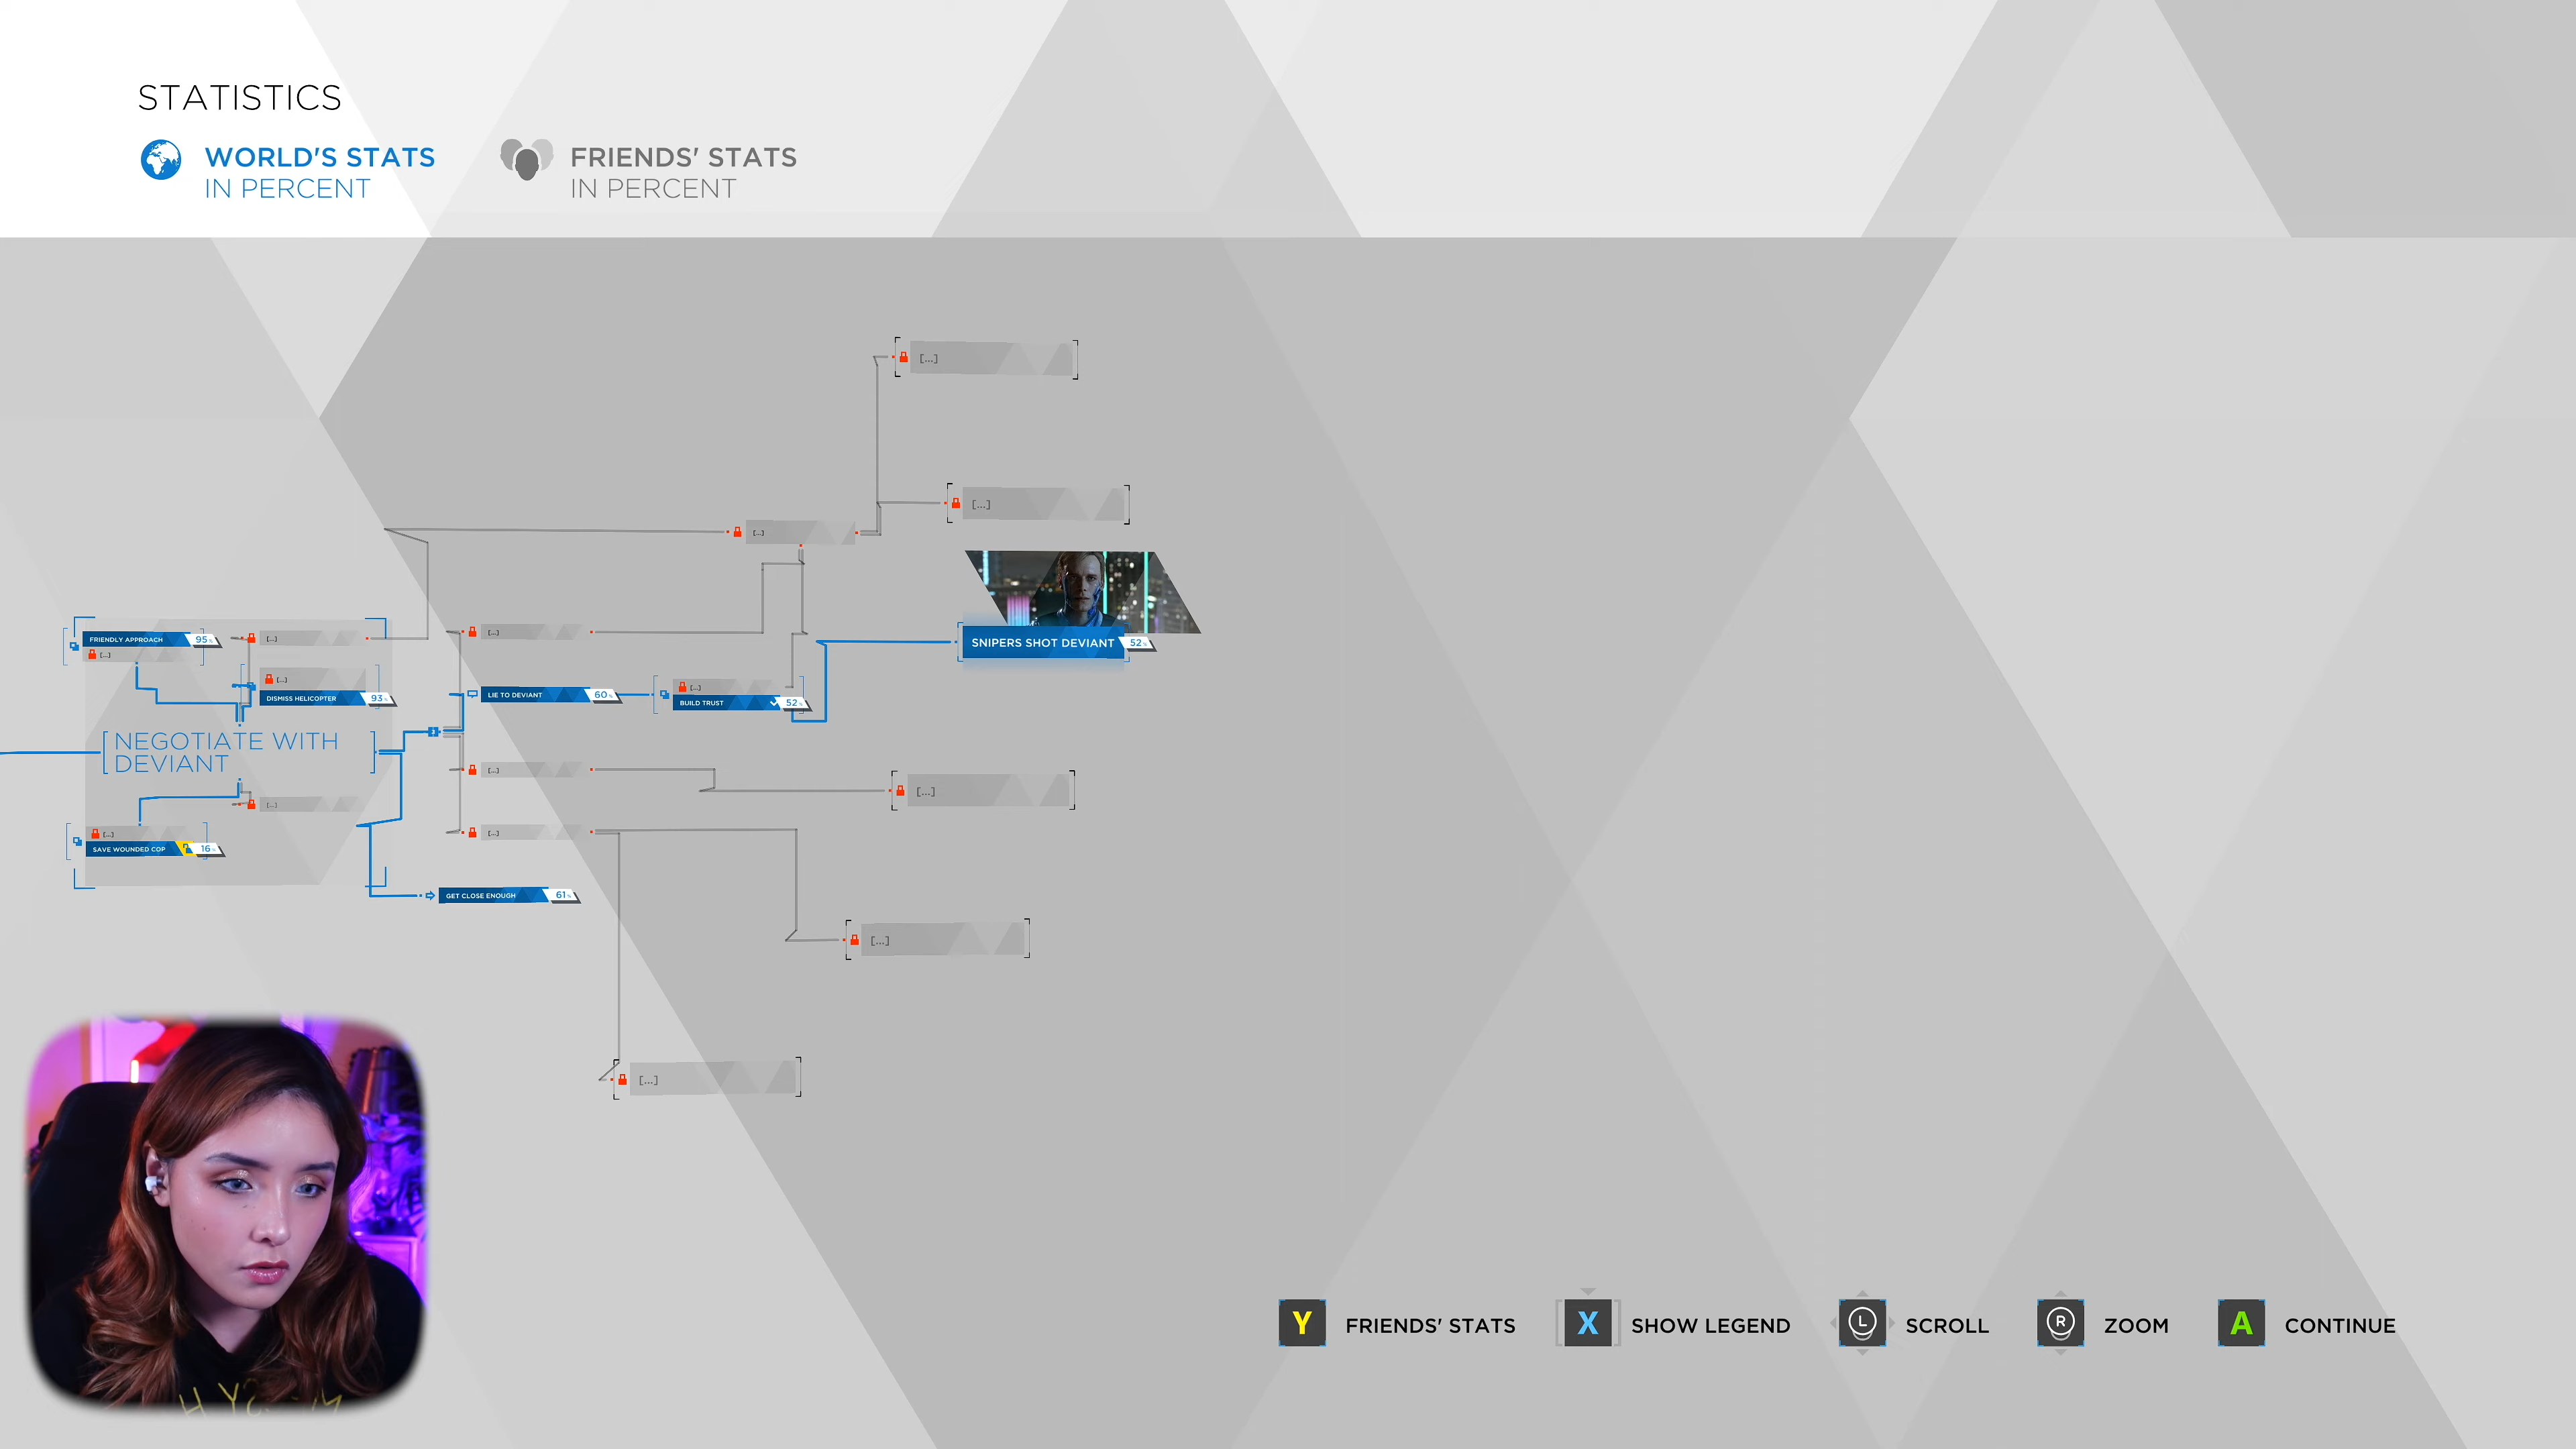 STATISTICS
WORLD'S STATS
IN PERCENT
FRIENDS' STATS
IN PERCENT
[...]
[...]
[...]
SNIPERS SHOT DEVIANT 52%
FRIENDLY APPROACH 95%
[...]
[...]
[...]
DISMISS HELICOPTER 93%
[...]
LIE TO DEVIANT 60%
[...]
BUILD TRUST 52%
NEGOTIATE WITH
DEVIANT
[...]
[...]
[...]
[...]
[...]
SAVE WOUNDED COP 16%
GET CLOSE ENOUGH 61%
[...]
[...]
Y FRIENDS' STATS
X SHOW LEGEND
L SCROLL
R ZOOM
A CONTINUE